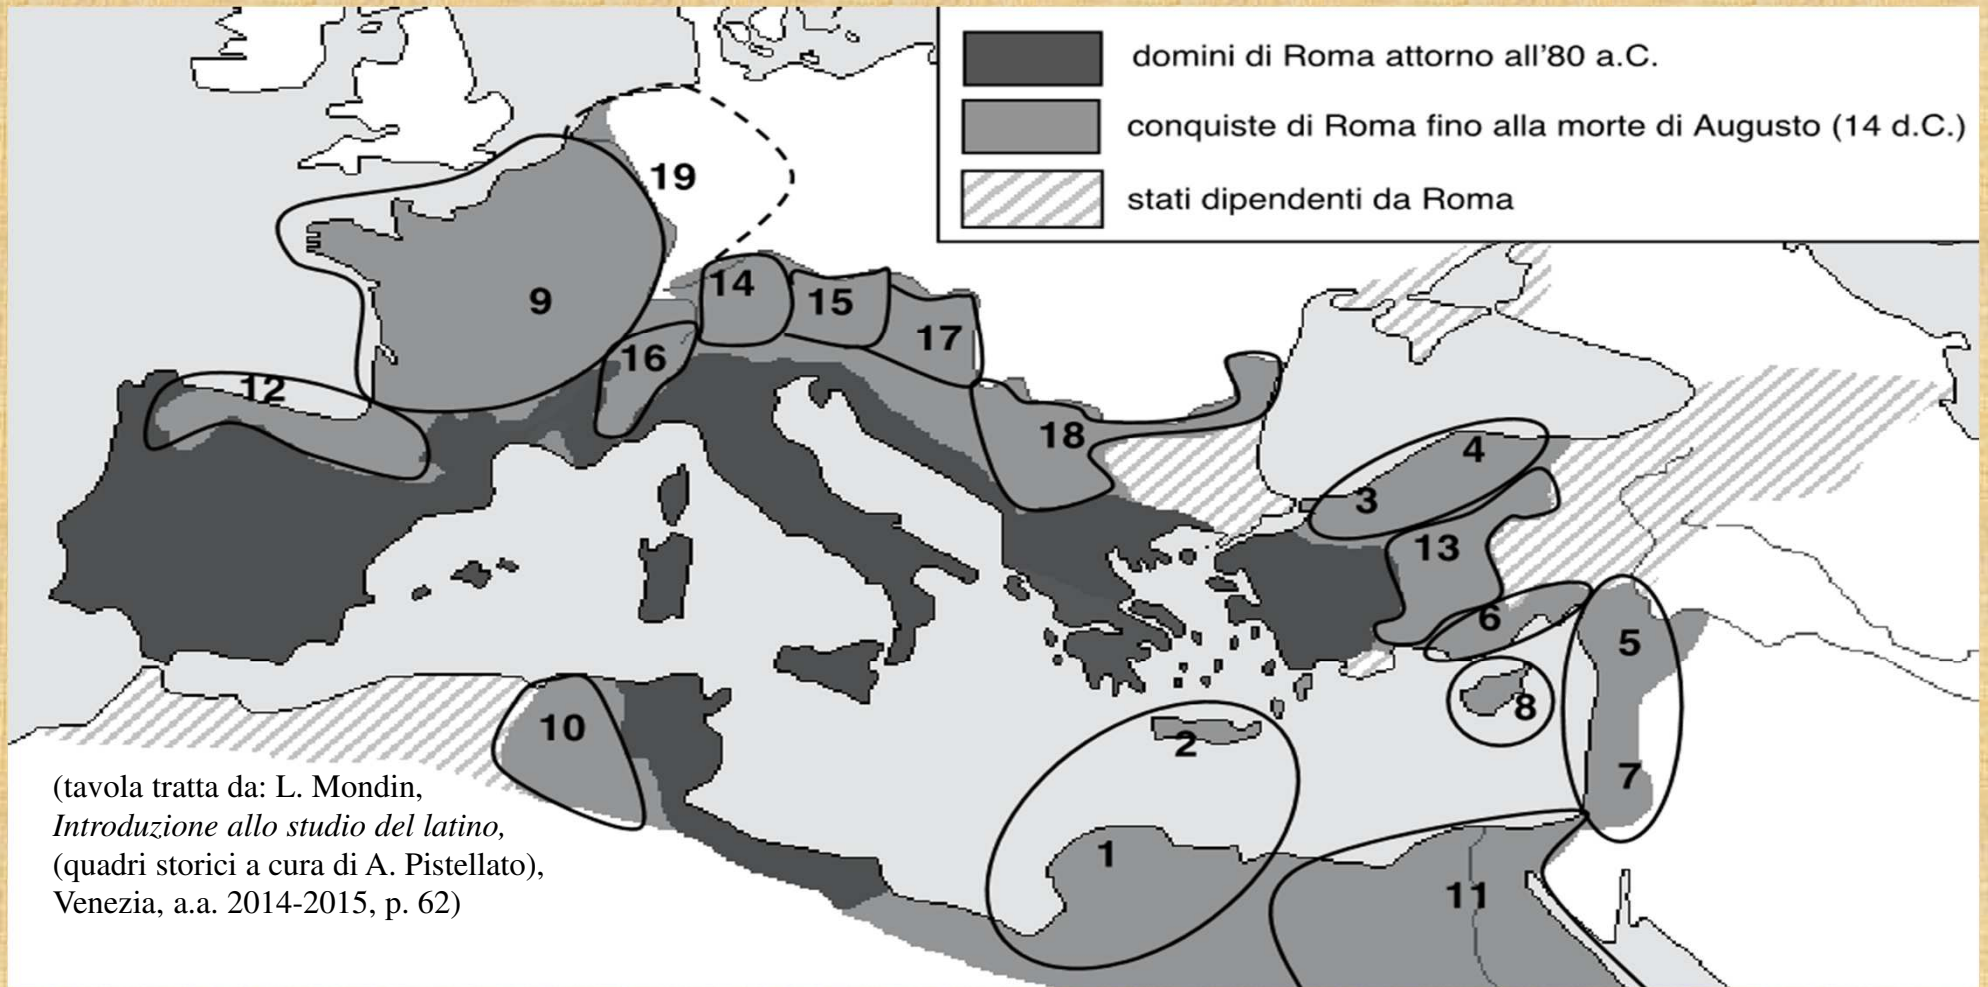 domini di Roma attorno all'80 a.C.
conquiste di Roma fino alla morte di Augusto (14 d.C.)
stati dipendenti da Roma
19
14
15
9
17
16
12
18
4
3
13
6
5
10
8
2
7
1
11
(tavola tratta da: L. Mondin,
Introduzione allo studio del latino,
(quadri storici a cura di A. Pistellato),
Venezia, a.a. 2014-2015, p. 62)